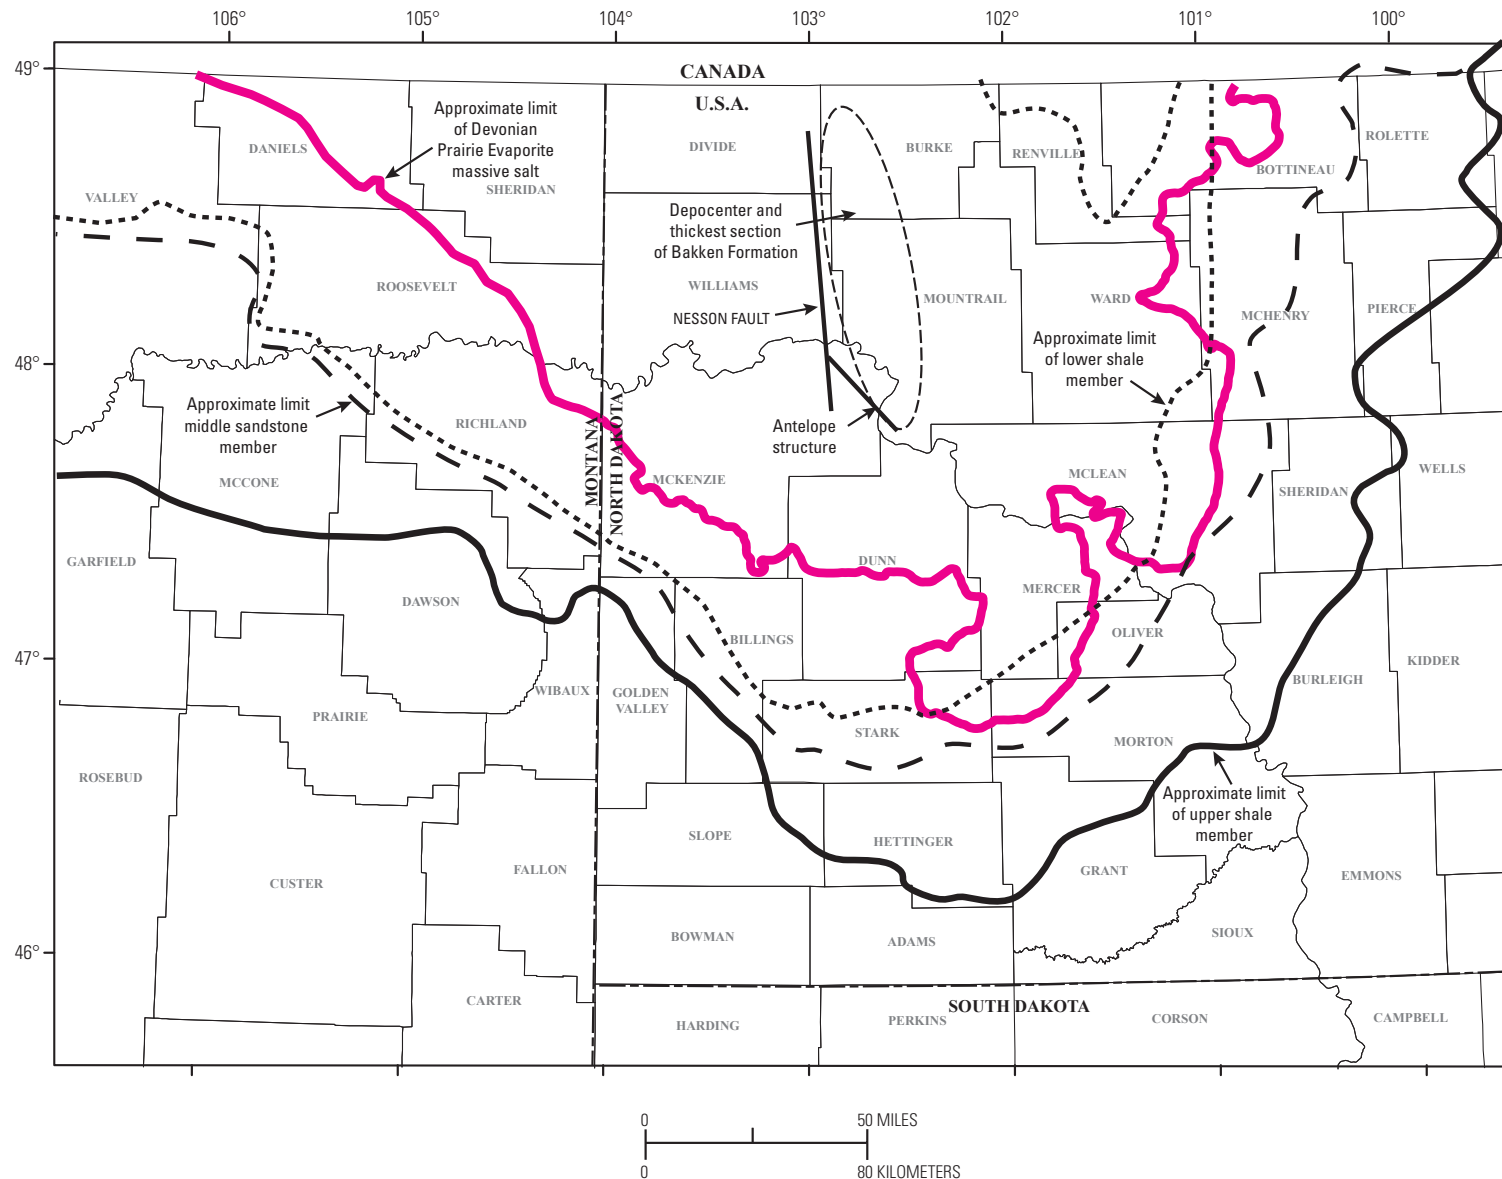 106°
105°
104°
103°
102°
101°
100°
49°
48°
47°
46°
CANADA
U.S.A.
Approximate limit
of Devonian
Prairie Evaporite
massive salt
DANIELS
SHERIDAN
VALLEY
DIVIDE
BURKE
RENVILLE
BOTTINEAU
ROLETTE
Depocenter and
thickest section
of Bakken Formation
ROOSEVELT
WILLIAMS
NESSON FAULT
MOUNTRAIL
WARD
MCHENRY
PIERCE
Approximate limit
of lower shale
member
Approximate limit
middle sandstone
member
RICHLAND
MONTANA
NORTH DAKOTA
Antelope
structure
MCCONE
MCKENZIE
MCLEAN
SHERIDAN
WELLS
GARFIELD
DAWSON
DUNN
MERCER
OLIVER
BILLINGS
WIBAUX
GOLDEN
VALLEY
BURLEIGH
KIDDER
PRAIRIE
STARK
MORTON
ROSEBUD
Approximate limit
of upper shale
member
SLOPE
HETTINGER
CUSTER
FALLON
GRANT
EMMONS
BOWMAN
ADAMS
SIOUX
CARTER
SOUTH DAKOTA
HARDING
PERKINS
CORSON
CAMPBELL
0
50 MILES
0
80 KILOMETERS